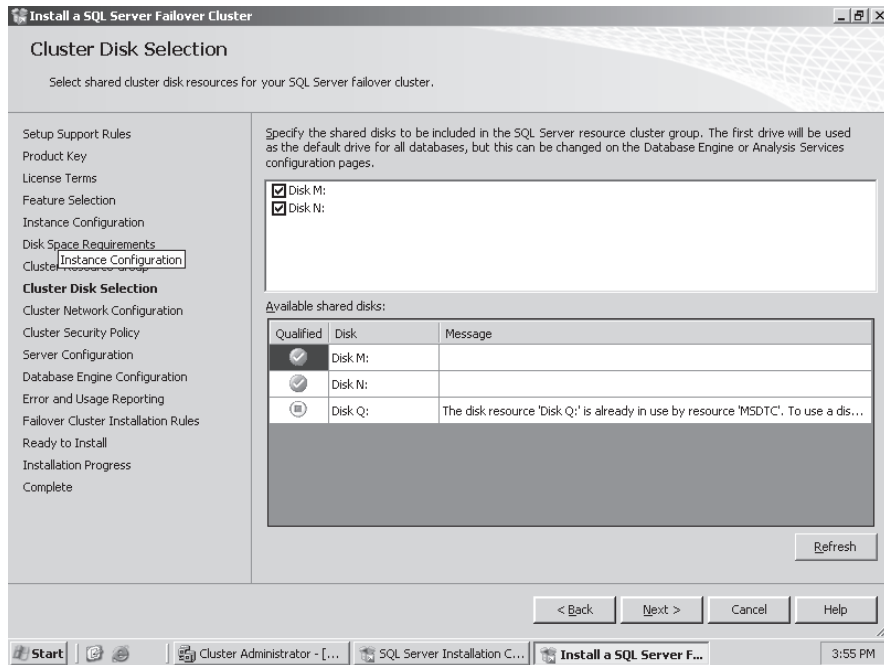 Install a SQL Server Failover Cluster
Cluster Disk Selection
Select shared cluster disk resources for your SQL Server failover cluster.
Setup Support Rules
Product Key
License Terms
Feature Selection
Instance Configuration
Disk Space Requirements
Instance Configuration
Cluster Resource Group
Cluster Disk Selection
Cluster Network Configuration
Cluster Security Policy
Server Configuration
Database Engine Configuration
Error and Usage Reporting
Failover Cluster Installation Rules
Ready to Install
Installation Progress
Complete
Specify the shared disks to be included in the SQL Server resource cluster group. The first drive will be used
as the default drive for all databases, but this can be changed on the Database Engine or Analysis Services
configuration pages.
Disk M:
Disk N:
Available shared disks:
Qualified Disk Message
Disk M:
Disk N:
Disk Q: The disk resource 'Disk Q:' is already in use by resource 'MSDTC'. To use a dis...
Refresh
< Back Next > Cancel Help
Start Cluster Administrator - [... SQL Server Installation C... Install a SQL Server F... 3:55 PM